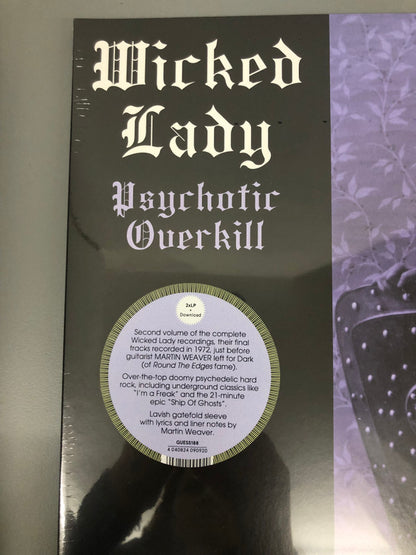 Wicked
Lady
Psychotic
Overkill
2xLP
+
Download
Second volume of the complete
Wicked Lady recordings, their final
tracks recorded in 1972, just before
guitarist MARTIN WEAVER left for Dark
(of Round The Edges fame).
Over-the-top doomy psychedelic hard
rock, including underground classics like
"I'm a Freak" and the 21-minute
epic "Ship Of Ghosts".
Lavish gatefold sleeve
with lyrics and liner notes by
Martin Weaver.
GUESS188
4 040824 090920